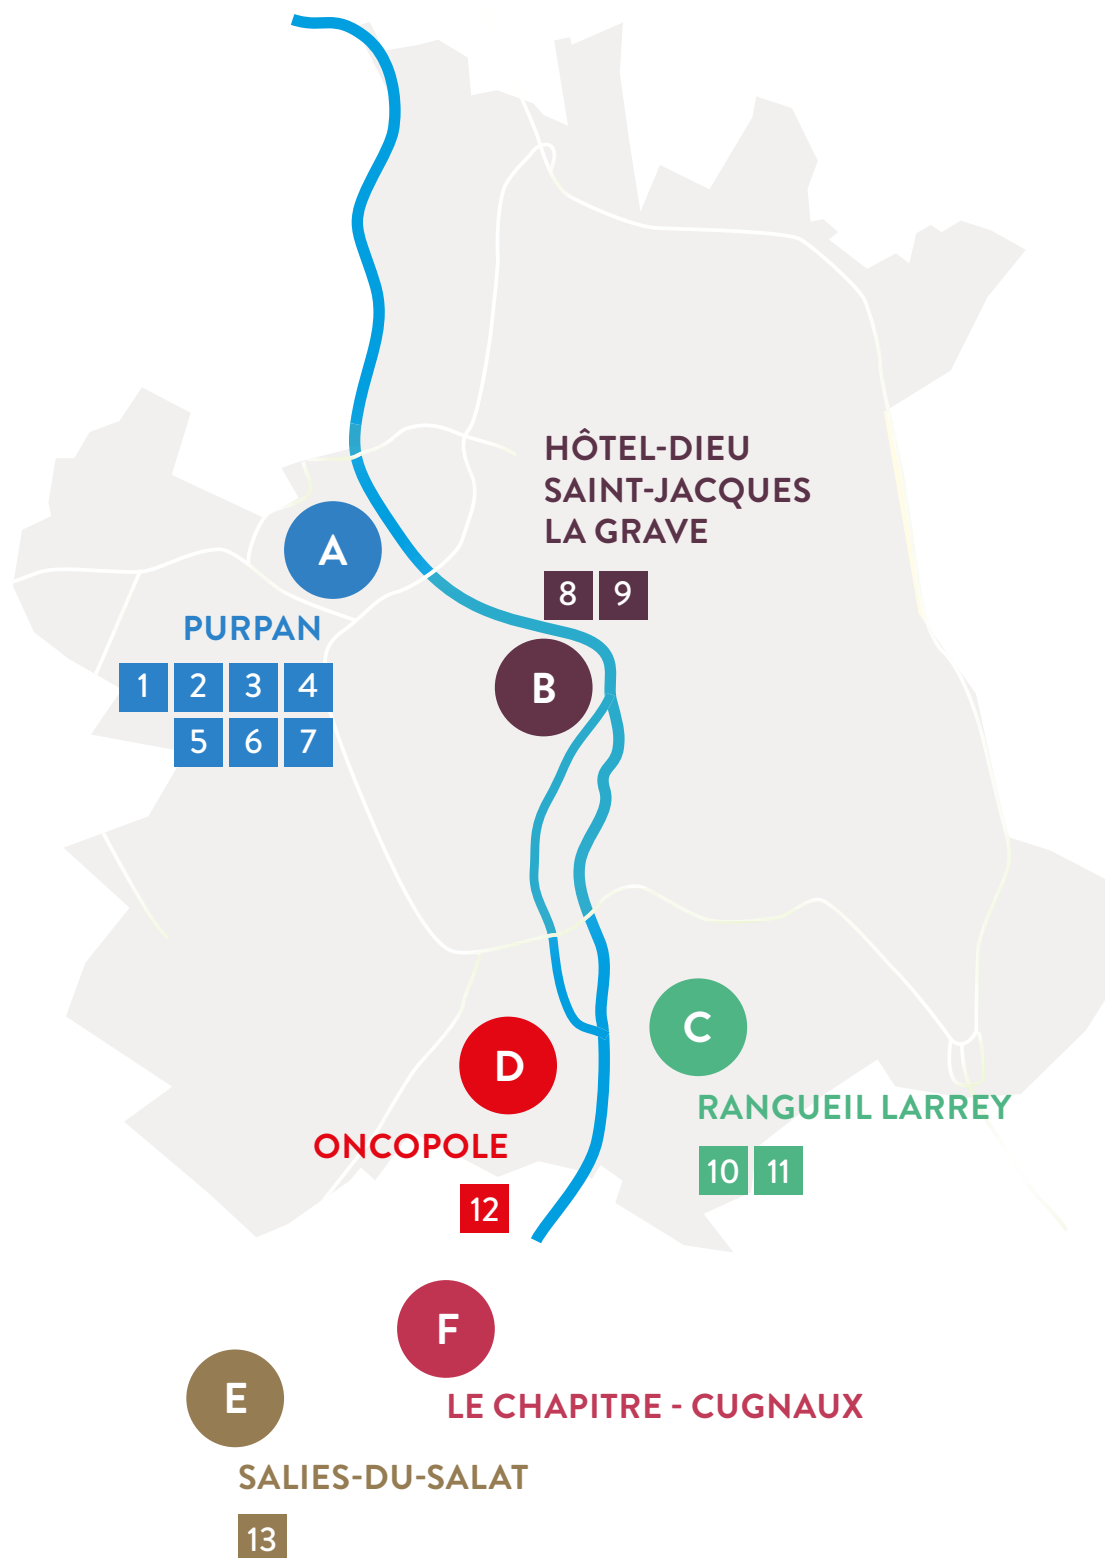 HÔTEL-DIEU
SAINT-JACQUES
LA GRAVE
8 9
A
PURPAN
1 2 3 4
5 6 7
B
C
RANGUEIL LARREY
10 11
D
ONCOPOLE
12
F
LE CHAPITRE - CUGNAUX
E
SALIES-DU-SALAT
13